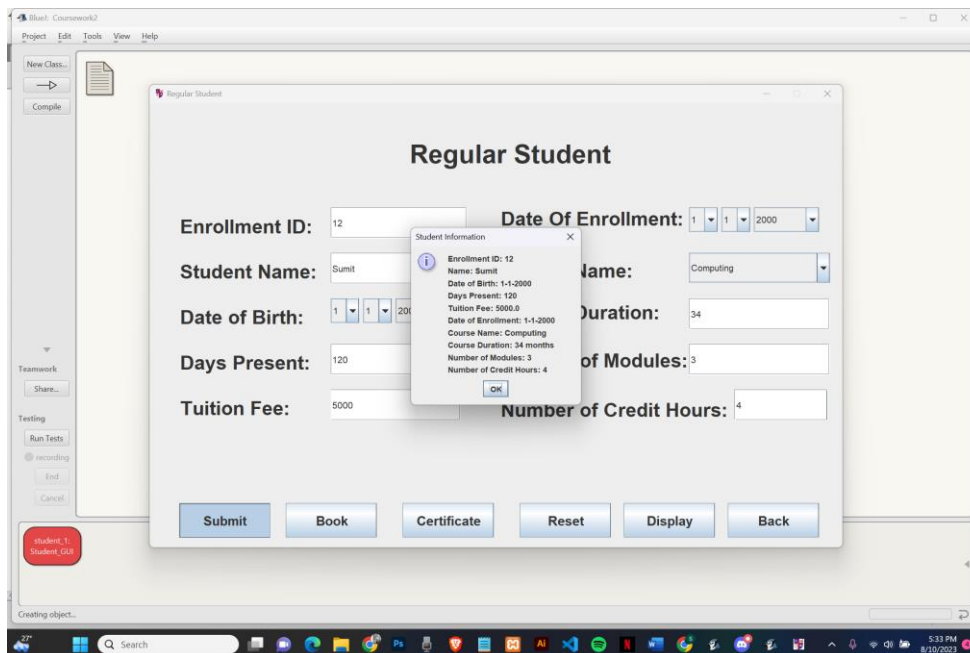 BlueJ: Coursework2
Project Edit Tools View Help
New Class...
Compile
Regular Student
Regular Student
Enrollment ID: 12
Date Of Enrollment: 1 1 2000
Student Information
Enrollment ID: 12
Name: Sumit
Date of Birth: 1-1-2000
Days Present: 120
Tuition Fee: 5000.0
Date of Enrollment: 1-1-2000
Course Name: Computing
Course Duration: 34 months
Number of Modules: 3
Number of Credit Hours: 4
OK
Student Name: Sumit
Name: Computing
Date of Birth: 1 1 200
Duration: 34
Days Present: 120
of Modules: 3
Tuition Fee: 5000
Number of Credit Hours: 4
Submit Book Certificate Reset Display Back
Teamwork
Share...
Testing
Run Tests
recording
End
Cancel
student_1:
Student_GUI
Creating object...
27°
Search
5:33 PM
8/10/2023